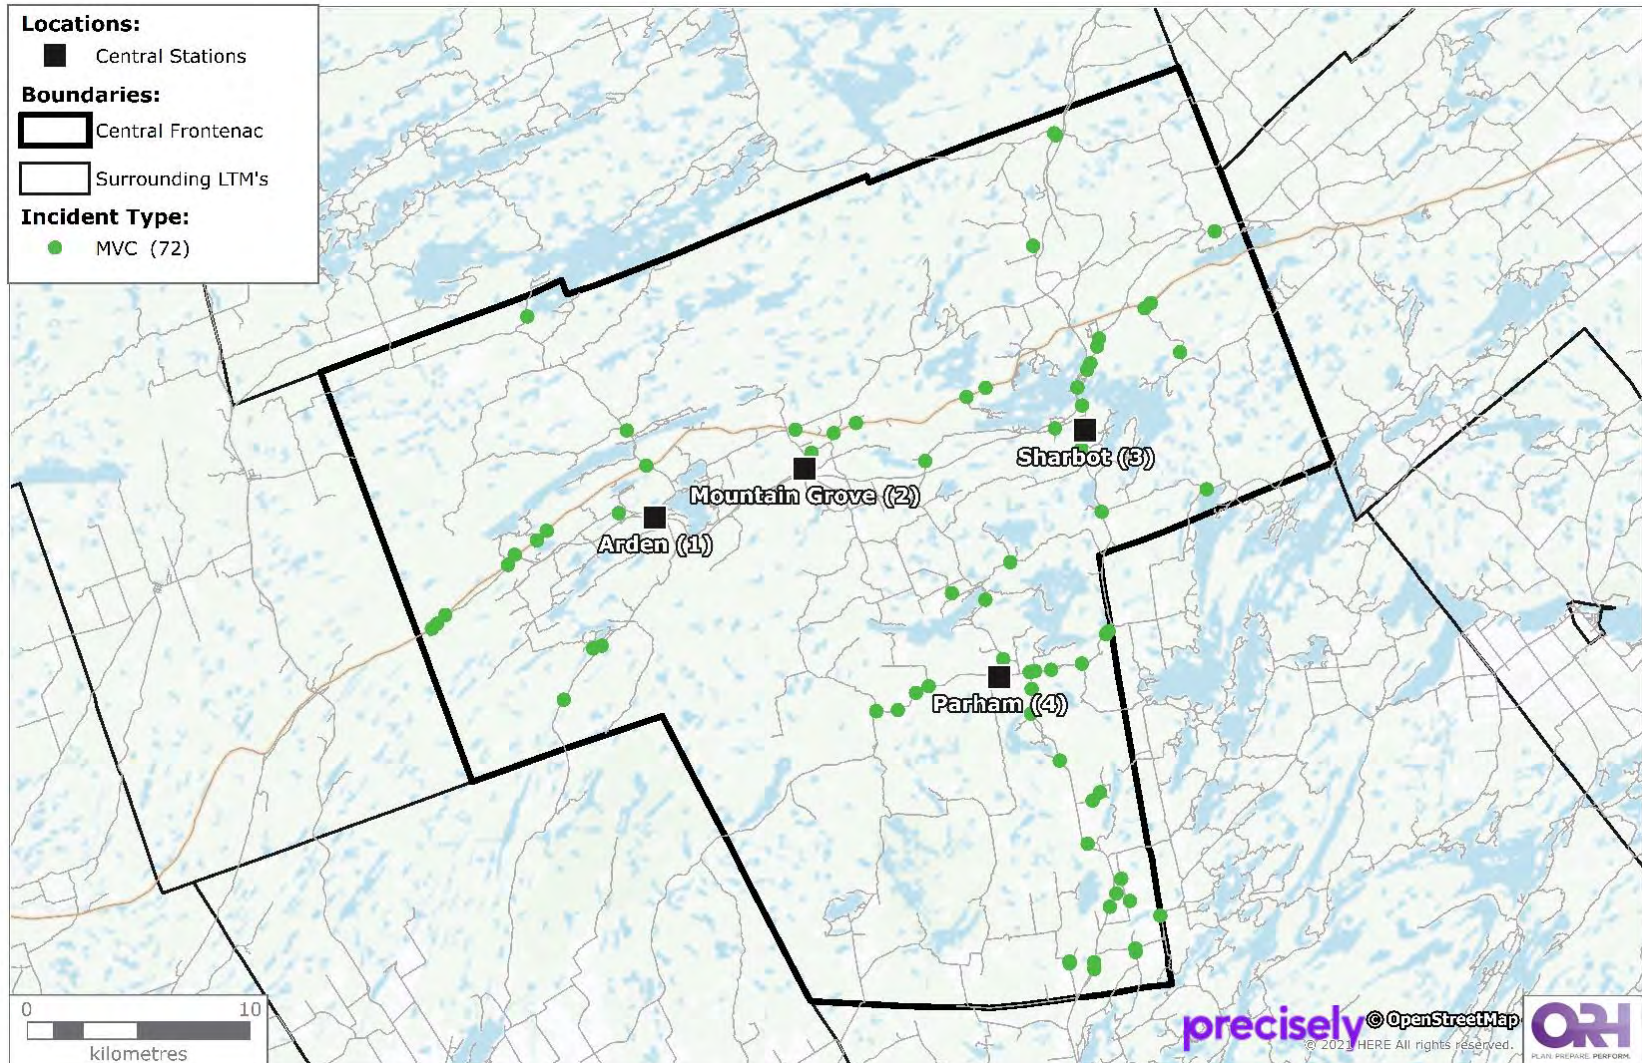 Locations:
Central Stations
Boundaries:
Central Frontenac
Surrounding LTM's
Incident Type:
MVC (72)
Sharbot (3)
Mountain Grove (2)
Arden (1)
Parham (4)
0 10
kilometres
precisely © OpenStreetMap
© 2021 HERE All rights reserved.
ORH
PLAN. PREPARE. PERFORM.